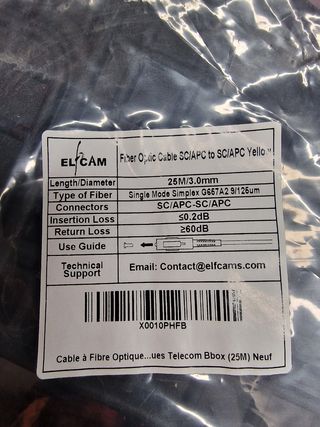 ELFCAM
Fiber Optic Cable SC/APC to SC/APC Yellow
Length/Diameter 25M/3.0mm
Type of Fiber Single Mode Simplex G657A2 9/126um
Connectors SC/APC-SC/APC
Insertion Loss ≤0.2dB
Return Loss ≥60dB
Use Guide
Technical Support Email: Contact@elfcams.com
X0010PHFB
Cable à Fibre Optique...ues Telecom Bbox (25M) Neuf